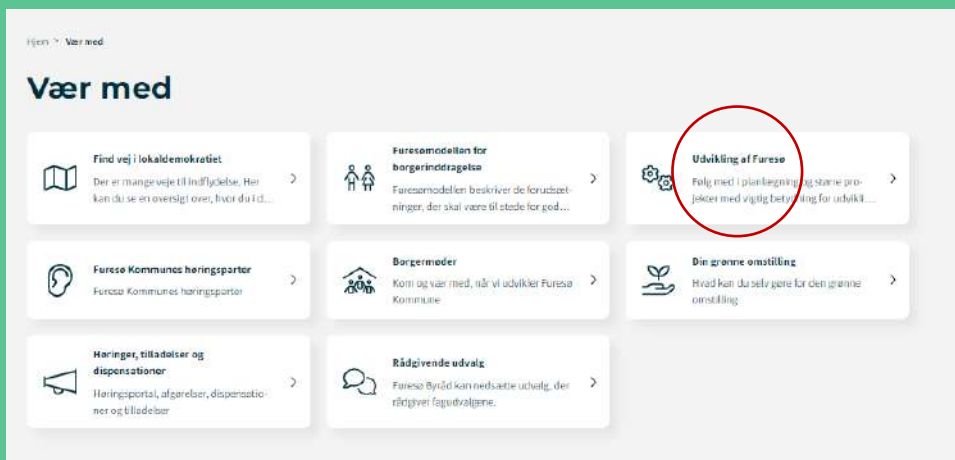 Hjem > Vær med
Vær med
Find vej i lokaldemokratiet
Der er mange veje til indflydelse. Her
kan du se en oversigt over, hvor du i d...
Furesømodellen for
borgerinddragelse
Furesømodellen beskriver de forudsæt-
ninger, der skal være til stede for god...
Udvikling af Furesø
Følg med i planlægning og større pro-
jekter med vigtig betydning for udvikli...
Furesø Kommunes høringsparter
Furesø Kommunes høringsparter
Borgermøder
Kom og vær med, når vi udvikler Furesø
Kommune
Din grønne omstilling
Hvad kan du selv gøre for den grønne
omstilling
Høringer, tilladelser og
dispensationer
Høringsportal, afgørelser, dispensatio-
ner og tilladelser
Rådgivende udvalg
Furesø Byråd kan nedsætte udvalg, der
rådgiver fagudvalgene.